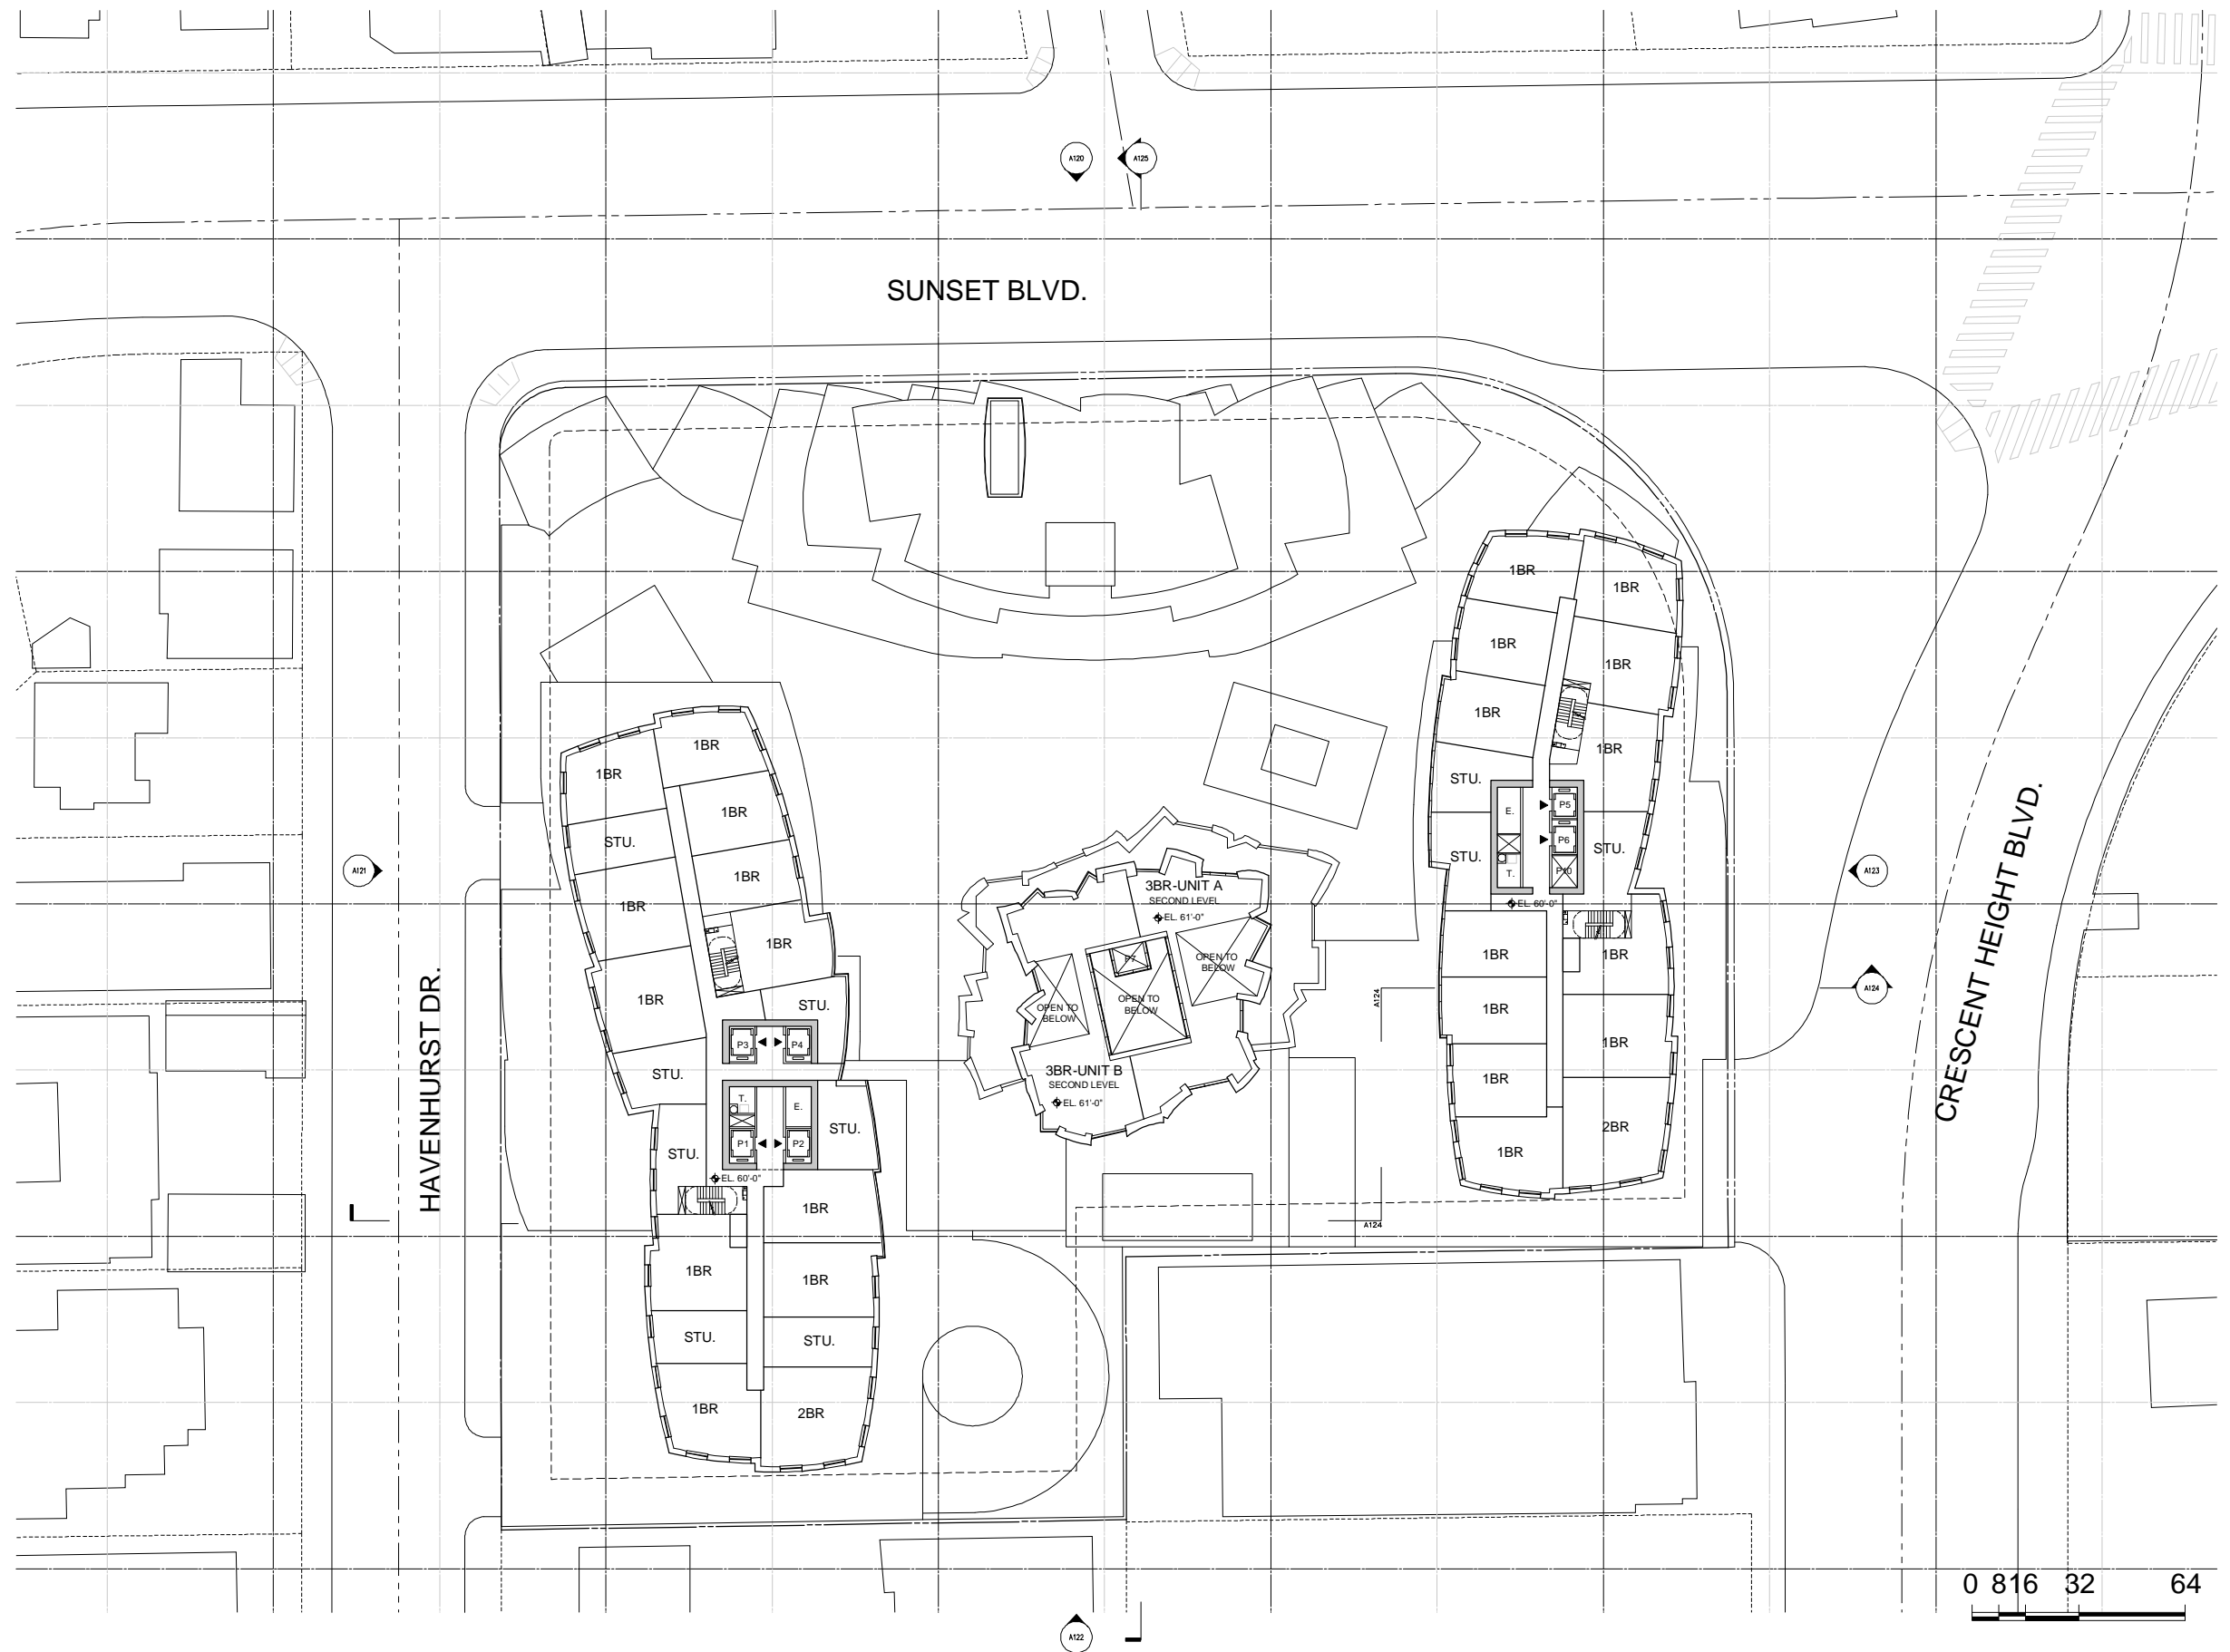 A120
A125
SUNSET BLVD.
1BR
1BR
1BR
1BR
1BR
1BR
STU.
E.
P5
P6
T.
P10
STU.
STU.
EL. 60'-0"
1BR
1BR
1BR
1BR
1BR
2BR
1BR
1BR
1BR
1BR
STU.
1BR
1BR
1BR
1BR
STU.
STU.
P3
P4
T.
E.
P1
P2
STU.
STU.
EL. 60'-0"
1BR
1BR
1BR
STU.
STU.
1BR
2BR
3BR-UNIT A
SECOND LEVEL
EL. 61'-0"
P7
OPEN TO
BELOW
OPEN TO
BELOW
OPEN TO
BELOW
3BR-UNIT B
SECOND LEVEL
EL. 61'-0"
A121
A123
A124
A124
A124
HAVENHURST DR.
CRESCENT HEIGHT BLVD.
A122
0 8 16 32 64